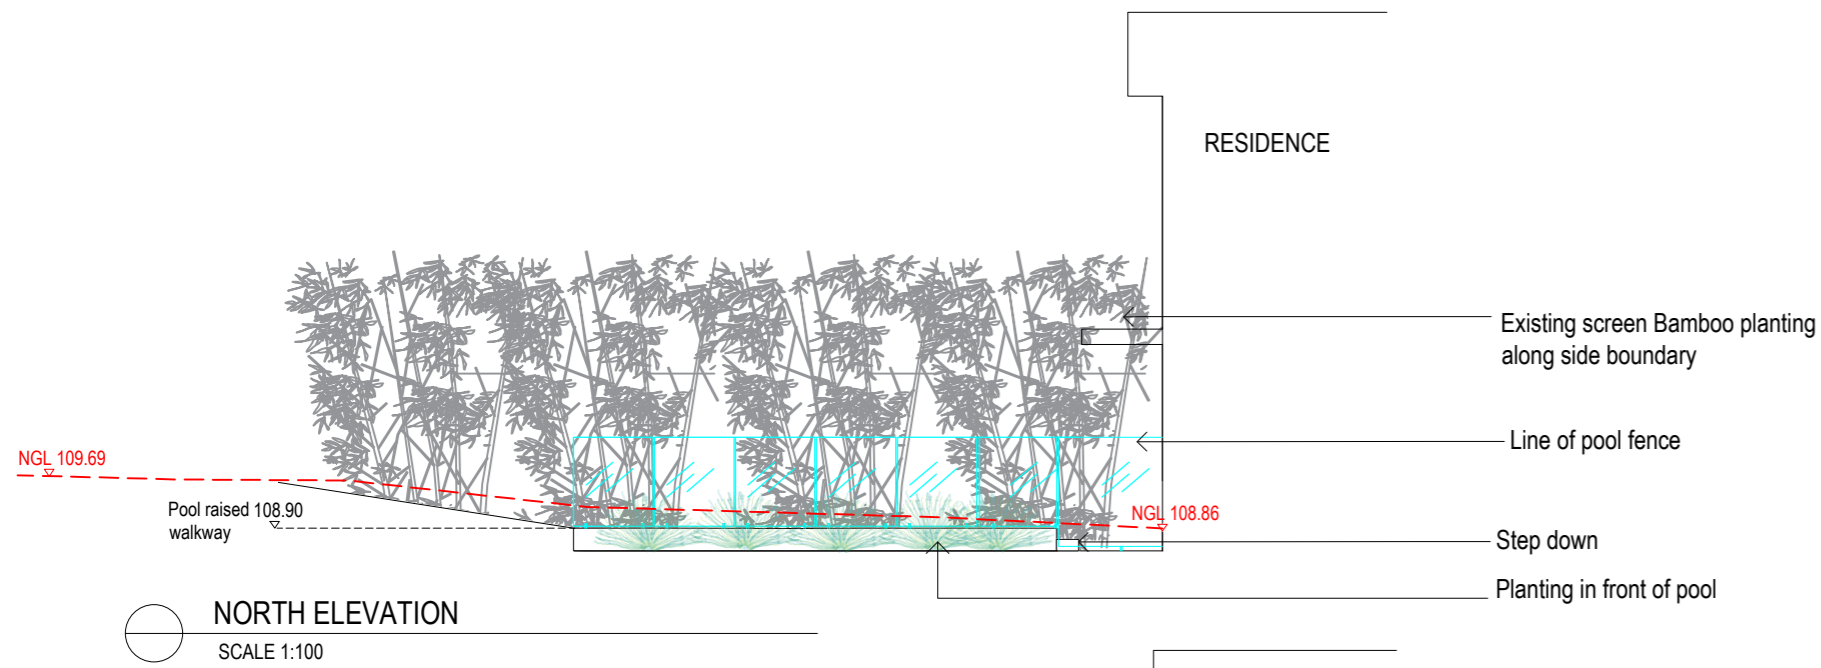 RESIDENCE
Existing screen Bamboo planting
along side boundary
Line of pool fence
NGL 109.69
Pool raised 108.90
walkway
NGL 108.86
Step down
Planting in front of pool
NORTH ELEVATION
SCALE 1:100